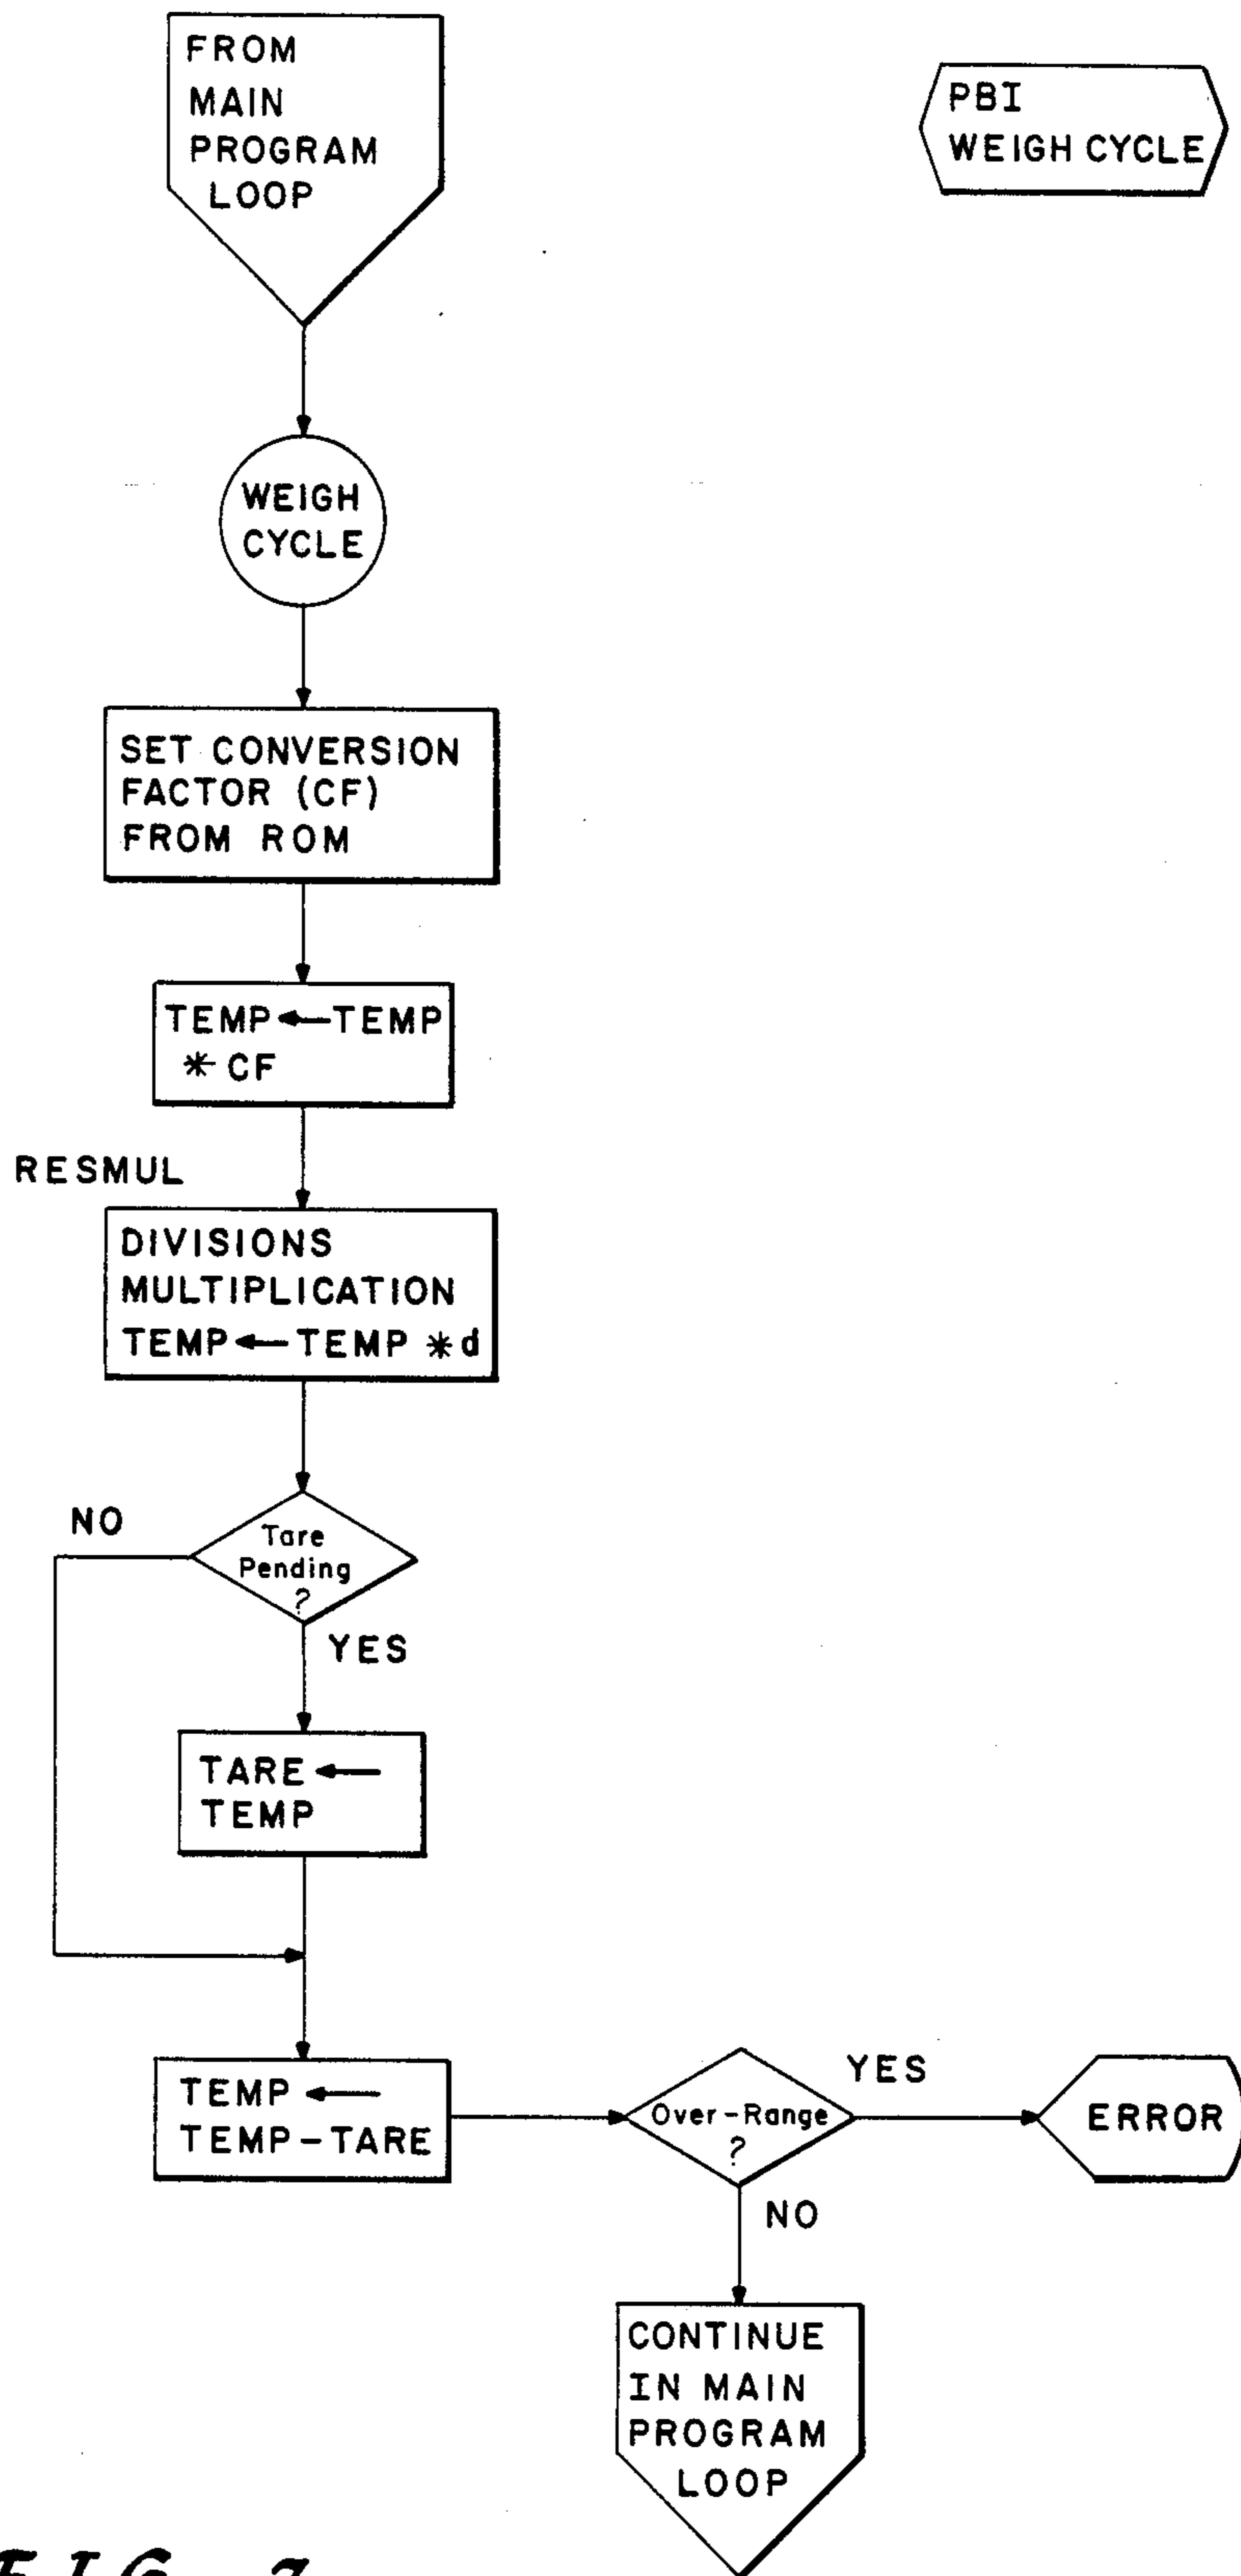 FROM
MAIN
PROGRAM
LOOP
PBI
WEIGH CYCLE
WEIGH
CYCLE
SET CONVERSION
FACTOR (CF)
FROM ROM
TEMP ← TEMP
* CF
RESMUL
DIVISIONS
MULTIPLICATION
TEMP ← TEMP * d
NO
Tare
Pending
?
YES
TARE ←
TEMP
TEMP ←
TEMP-TARE
Over-Range
?
YES
ERROR
NO
CONTINUE
IN MAIN
PROGRAM
LOOP